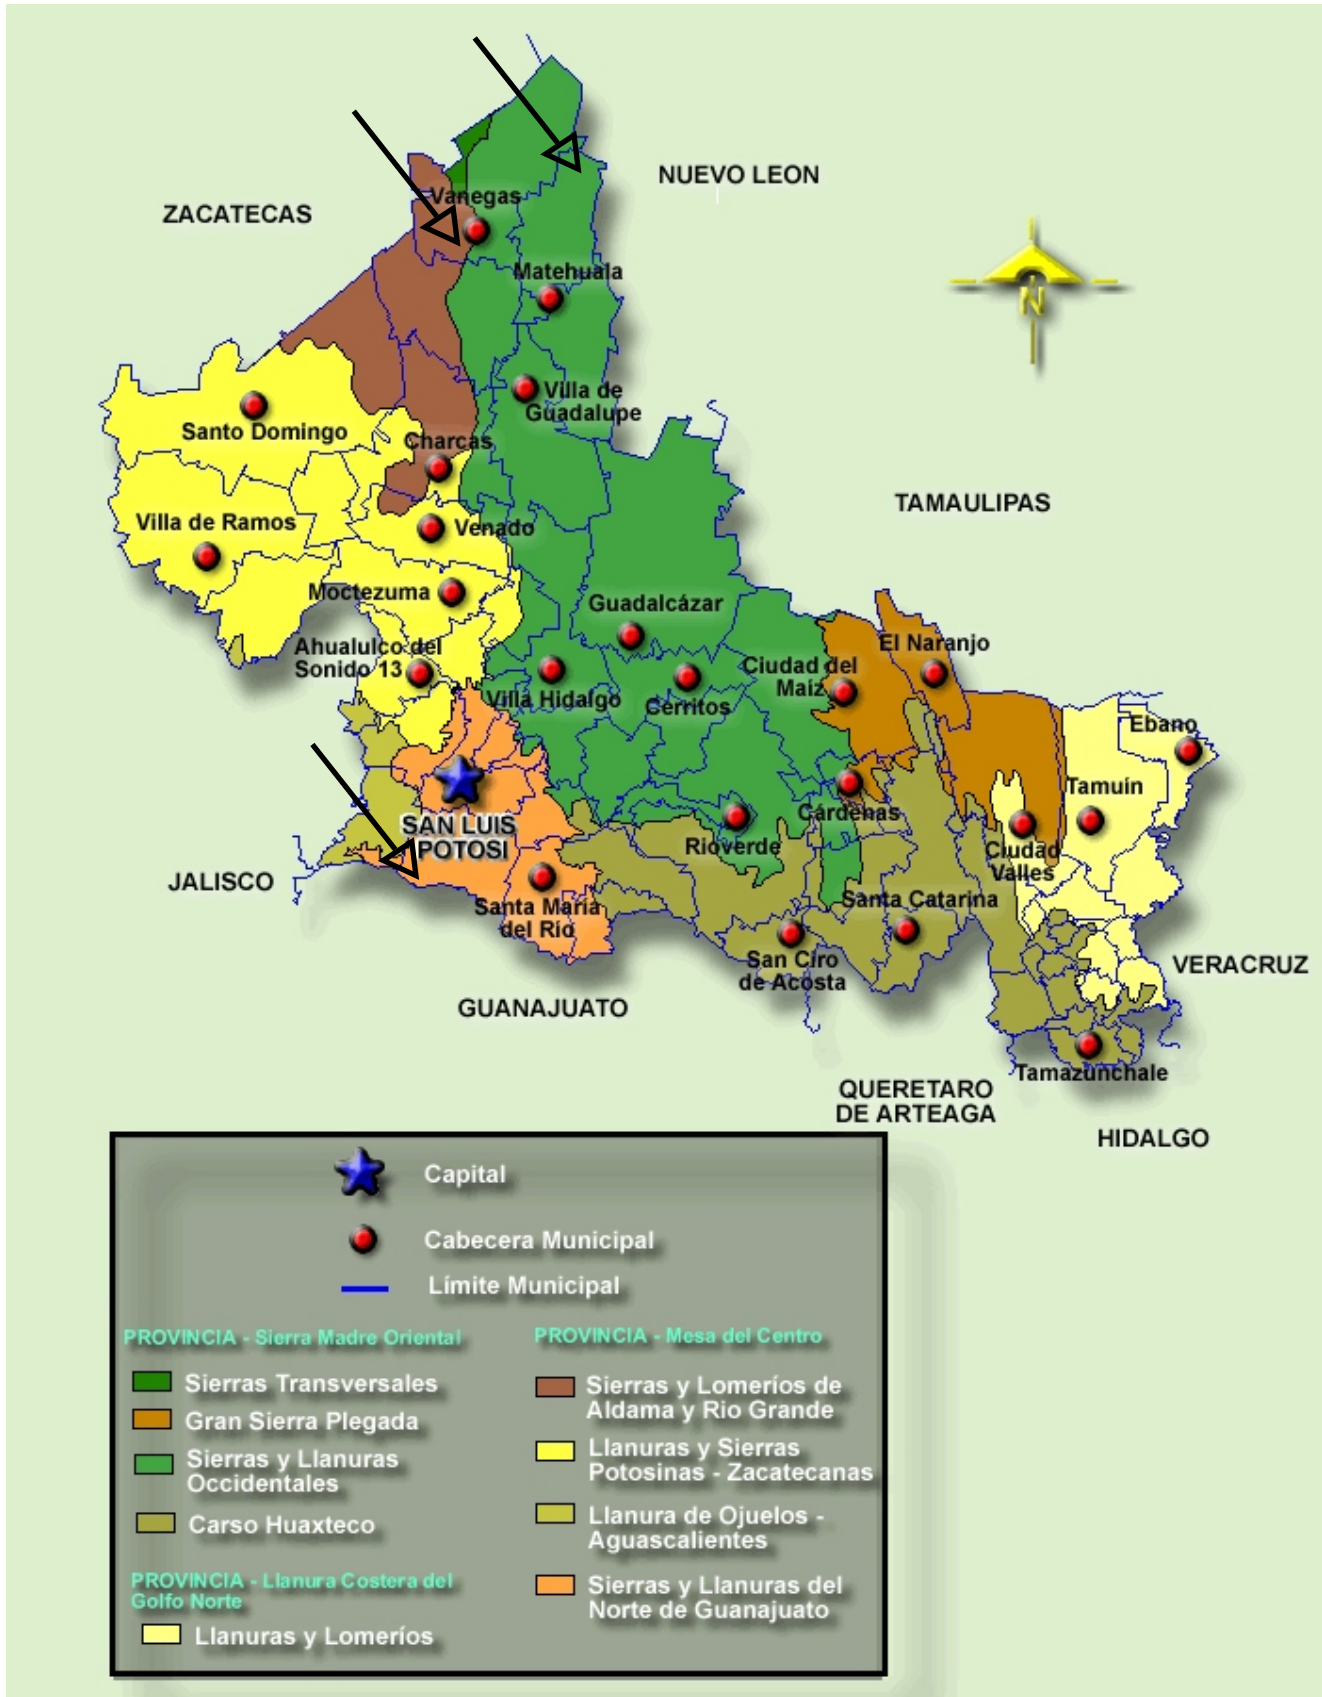 NUEVO LEON
ZACATECAS
Vanegas
Matehuala
N
Villa de
Guadalupe
Santo Domingo
Charcas
TAMAULIPAS
Villa de Ramos
Venado
Moctezuma
Guadalcázar
Ahualulco del
Sonido 13
El Naranjo
Ciudad del
Maíz
Villa Hidalgo
Cerritos
Ebano
Tamuín
Cárdenas
SAN LUIS
POTOSI
Rioverde
Ciudad
Valles
JALISCO
Santa María
del Río
Santa Catarina
San Ciro
de Acosta
VERACRUZ
GUANAJUATO
Tamazunchale
QUERETARO
DE ARTEAGA
HIDALGO
Capital
Cabecera Municipal
Límite Municipal
PROVINCIA - Sierra Madre Oriental
Sierras Transversales
Gran Sierra Plegada
Sierras y Llanuras
Occidentales
Carso Huaxteco
PROVINCIA - Llanura Costera del
Golfo Norte
Llanuras y Lomeríos
PROVINCIA - Mesa del Centro
Sierras y Lomeríos de
Aldama y Rio Grande
Llanuras y Sierras
Potosinas - Zacatecanas
Llanura de Ojuelos -
Aguascalientes
Sierras y Llanuras del
Norte de Guanajuato